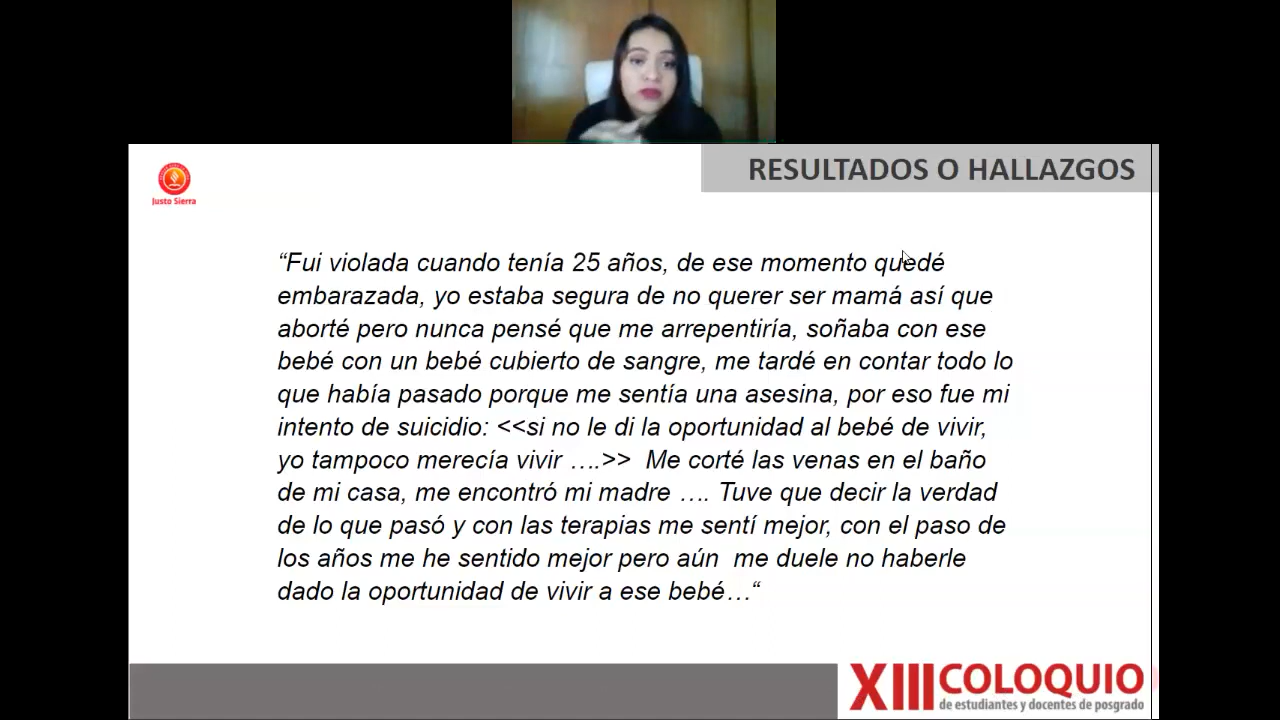 RESULTADOS O HALLAZGOS
Justo Sierra
“Fui violada cuando tenía 25 años, de ese momento quedé
embarazada, yo estaba segura de no querer ser mamá así que
aborté pero nunca pensé que me arrepentiría, soñaba con ese
bebé con un bebé cubierto de sangre, me tardé en contar todo lo
que había pasado porque me sentía una asesina, por eso fue mi
intento de suicidio: <<si no le di la oportunidad al bebé de vivir,
yo tampoco merecía vivir ….>>  Me corté las venas en el baño
de mi casa, me encontró mi madre …. Tuve que decir la verdad
de lo que pasó y con las terapias me sentí mejor, con el paso de
los años me he sentido mejor pero aún  me duele no haberle
dado la oportunidad de vivir a ese bebé…“
XIII COLOQUIO
de estudiantes y docentes de posgrado